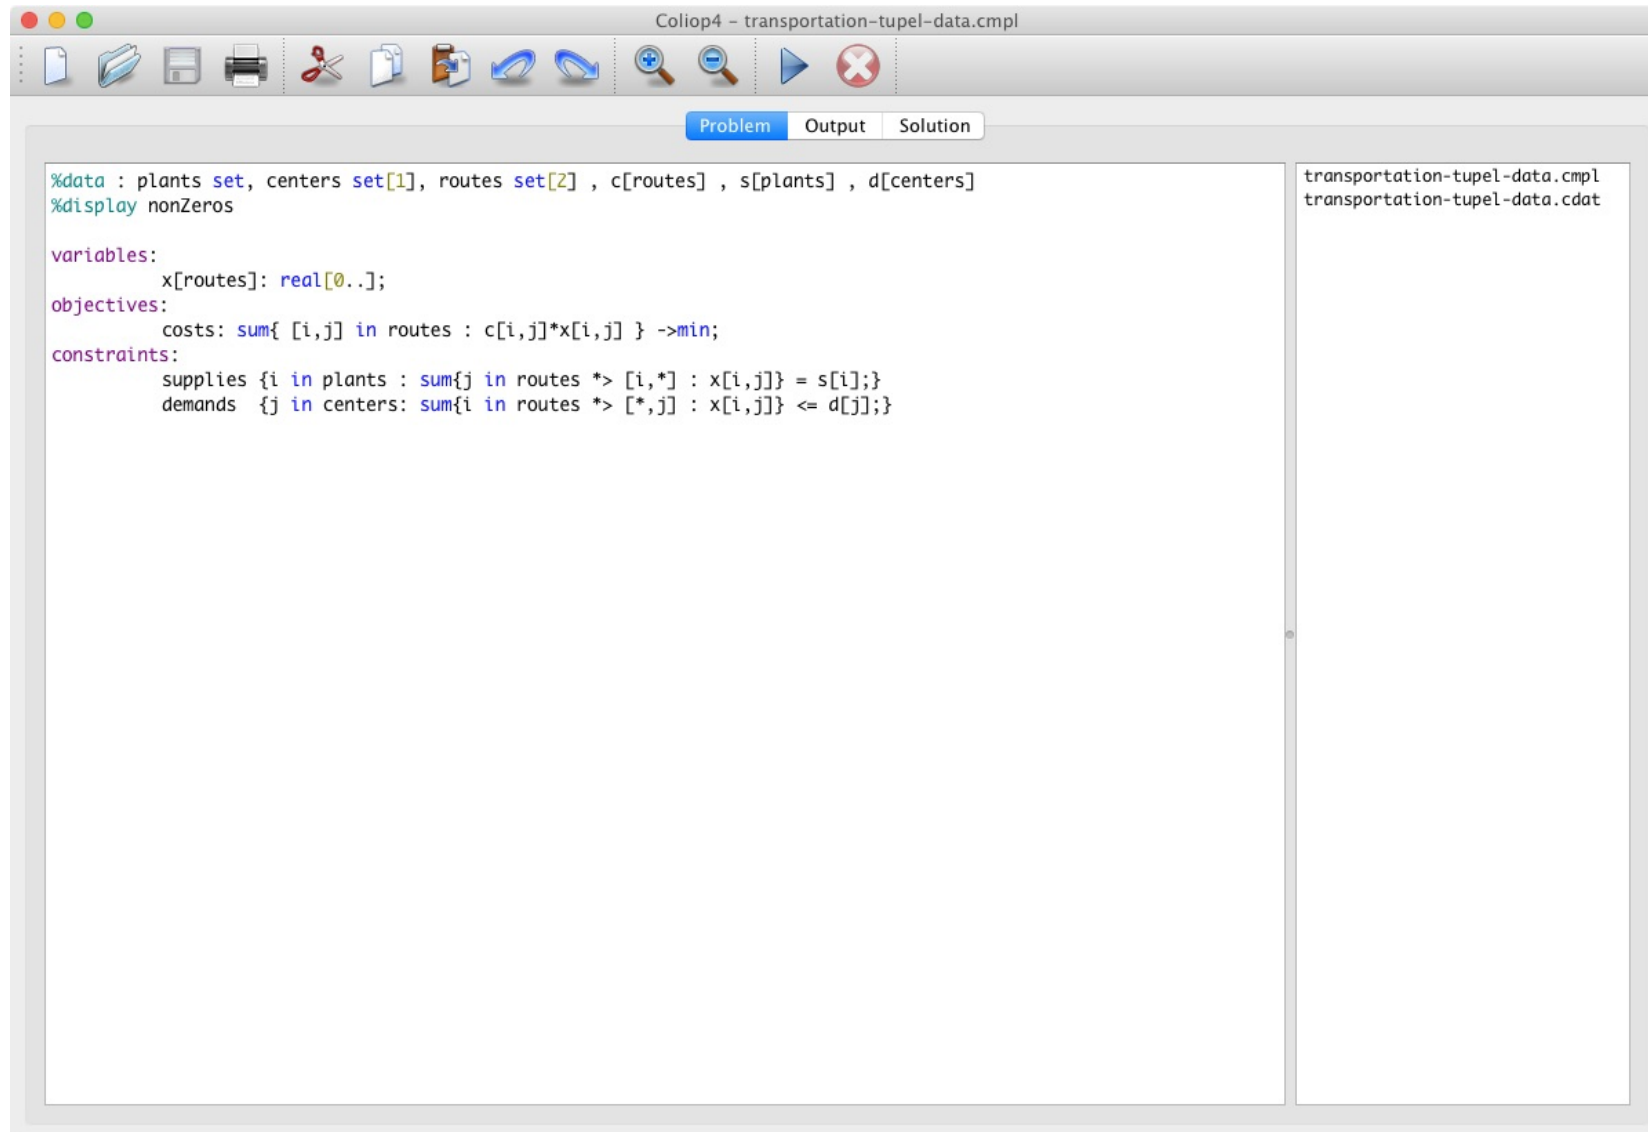 Coliop4 – transportation-tupel-data.cmpl
Problem Output Solution
%data : plants set, centers set[1], routes set[2] , c[routes] , s[plants] , d[centers]
%display nonZeros
variables:
x[routes]: real[0..];
objectives:
costs: sum{ [i,j] in routes : c[i,j]*x[i,j] } ->min;
constraints:
supplies {i in plants : sum{j in routes *> [i,*] : x[i,j]} = s[i];}
demands {j in centers: sum{i in routes *> [*,j] : x[i,j]} <= d[j];}
transportation-tupel-data.cmpl
transportation-tupel-data.cdat